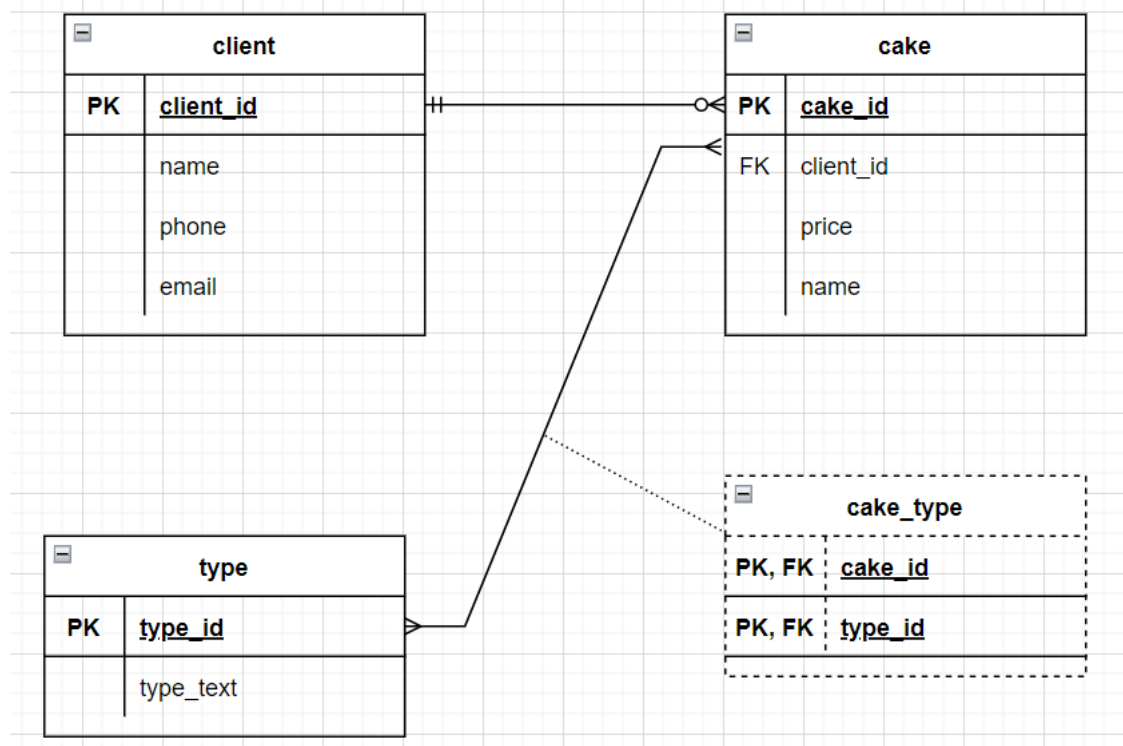 client
PK client_id
name
phone
email
cake
PK cake_id
FK client_id
price
name
type
PK type_id
type_text
cake_type
PK, FK cake_id
PK, FK type_id